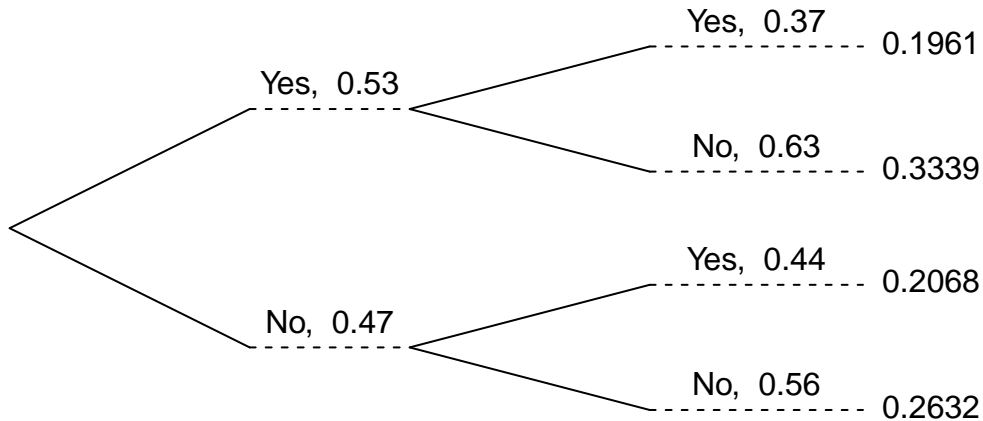 Yes, 0.37
0.1961
Yes, 0.53
No, 0.63
0.3339
Yes, 0.44
0.2068
No, 0.47
No, 0.56
0.2632